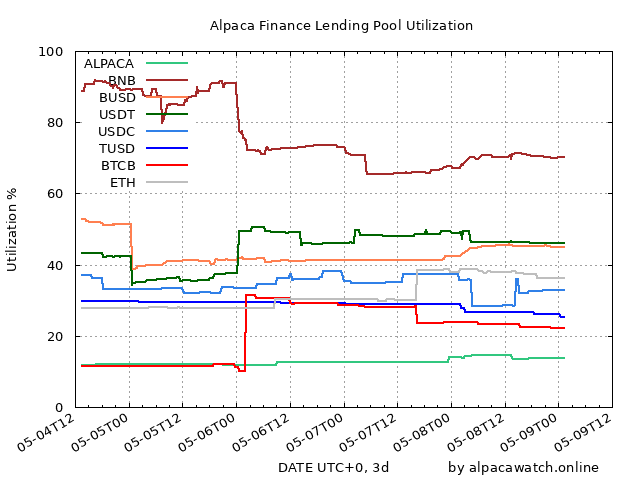 Alpaca Finance Lending Pool Utilization
100
80
60
40
20
0
Utilization %
ALPACA
BNB
BUSD
USDT
USDC
TUSD
BTCB
ETH
05-04T12
05-05T00
05-05T12
05-06T00
05-06T12
05-07T00
05-07T12
05-08T00
05-08T12
05-09T00
05-09T12
DATE UTC+0, 3d
by alpacawatch.online